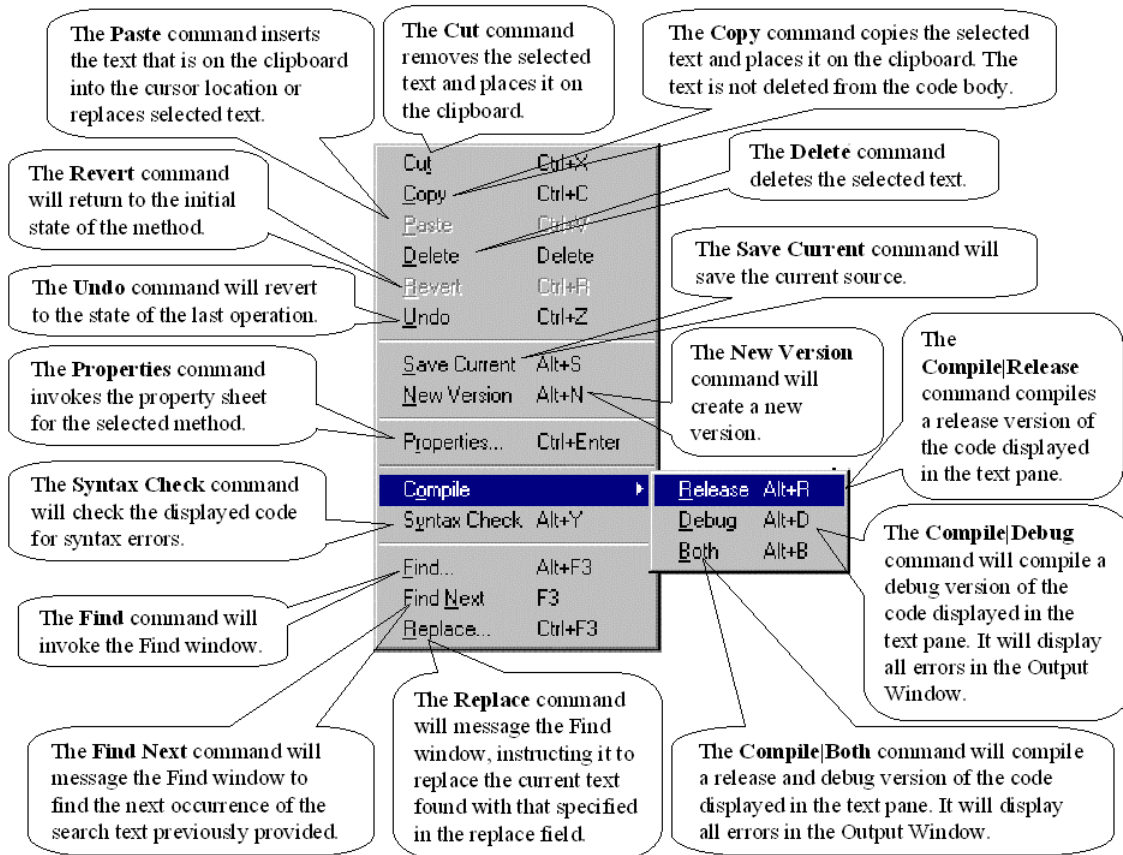 The Paste command inserts
the text that is on the clipboard
into the cursor location or
replaces selected text.
The Cut command
removes the selected
text and places it on
the clipboard.
The Copy command copies the selected
text and places it on the clipboard. The
text is not deleted from the code body.
The Revert command
will return to the initial
state of the method.
The Delete command
deletes the selected text.
The Undo command will revert
to the state of the last operation.
The Save Current command will
save the current source.
The Properties command
invokes the property sheet
for the selected method.
The New Version
command will
create a new
version.
The
Compile|Release
command compiles
a release version of
the code displayed
in the text pane.
The Syntax Check command
will check the displayed code
for syntax errors.
Cut Ctrl+X
Copy Ctrl+C
Paste Ctrl+V
Delete Delete
Revert Ctrl+R
Undo Ctrl+Z
Save Current Alt+S
New Version Alt+N
Properties... Ctrl+Enter
Compile
Syntax Check Alt+Y
Find... Alt+F3
Find Next F3
Replace... Ctrl+F3
Release Alt+R
Debug Alt+D
Both Alt+B
The Compile|Debug
command will compile a
debug version of the
code displayed in the
text pane. It will display
all errors in the Output
Window.
The Find command will
invoke the Find window.
The Find Next command will
message the Find window to
find the next occurrence of the
search text previously provided.
The Replace command
will message the Find
window, instructing it to
replace the current text
found with that specified
in the replace field.
The Compile|Both command will compile
a release and debug version of the code
displayed in the text pane. It will display
all errors in the Output Window.